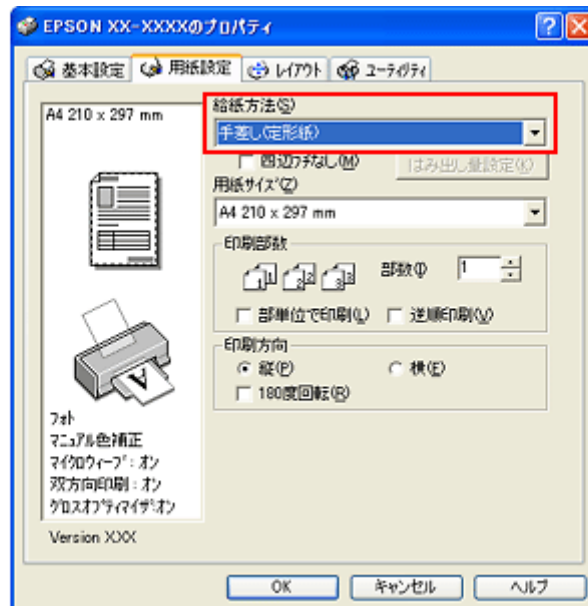 EPSON XX-XXXXのプロパティ
基本設定 用紙設定 レイアウト ユーティリティ
A4 210 x 297 mm
給紙方法(S)
手差し(定形紙)
四辺フチなし(M) はみ出し量設定(K)
用紙サイズ(Z)
A4 210 x 297 mm
印刷部数
部数(I) 1
部単位で印刷(L) 逆順印刷(V)
印刷方向
縦(P) 横(E)
180度回転(R)
フォト
マニュアル色補正
マイクロウィーブ:オン
双方向印刷:オン
グロスオプティマイザ:オン
Version XXX
OK キャンセル ヘルプ